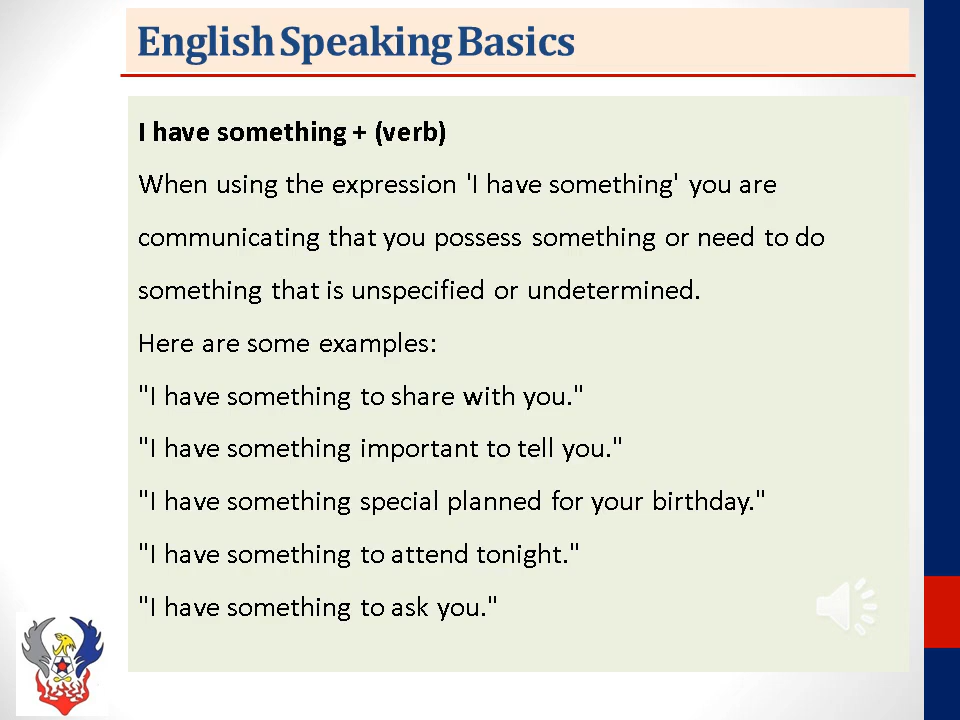 English Speaking Basics
I have something + (verb)
When using the expression 'I have something' you are
communicating that you possess something or need to do
something that is unspecified or undetermined.
Here are some examples:
"I have something to share with you."
"I have something important to tell you."
"I have something special planned for your birthday."
"I have something to attend tonight."
"I have something to ask you."